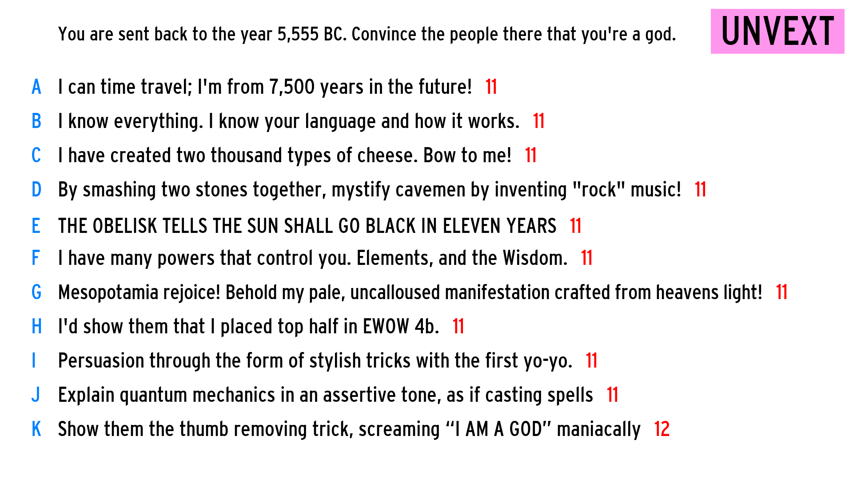 You are sent back to the year 5,555 BC. Convince the people there that you're a god. UNVEXT
A I can time travel; I'm from 7,500 years in the future! 11
B I know everything. I know your language and how it works. 11
C I have created two thousand types of cheese. Bow to me! 11
D By smashing two stones together, mystify cavemen by inventing "rock" music! 11
E THE OBELISK TELLS THE SUN SHALL GO BLACK IN ELEVEN YEARS 11
F I have many powers that control you. Elements, and the Wisdom. 11
G Mesopotamia rejoice! Behold my pale, uncalloused manifestation crafted from heavens light! 11
H I'd show them that I placed top half in EWOW 4b. 11
I Persuasion through the form of stylish tricks with the first yo-yo. 11
J Explain quantum mechanics in an assertive tone, as if casting spells 11
K Show them the thumb removing trick, screaming “I AM A GOD” maniacally 12